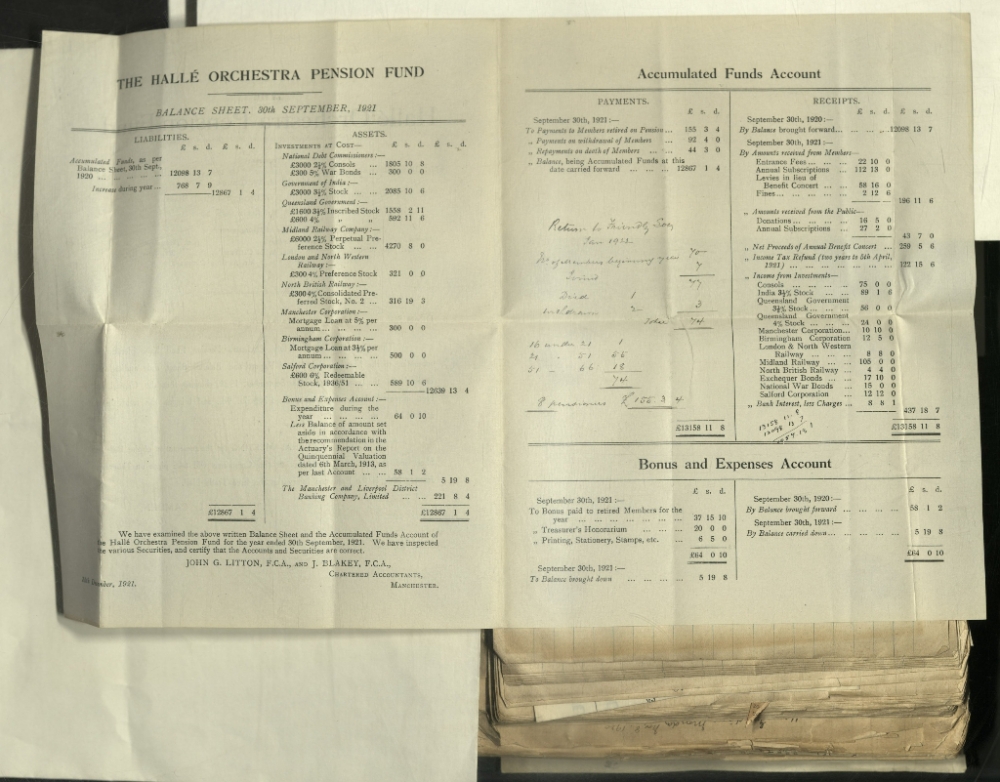 THE HALLÉ ORCHESTRA PENSION FUND
BALANCE SHEET, 30th SEPTEMBER, 1921
LIABILITIES.
£ s. d. £ s. d.
Accumulated Funds, as per
Balance Sheet, 30th Sept.,
1920 ... 12098 13 7
Increase during year ... 768 7 9
12867 1 4
£12867 1 4
ASSETS.
INVESTMENTS AT COST— £ s. d. £ s. d.
National Debt Commissioners:—
£3000 2½% Consols ... 1805 10 8
£300 5% War Bonds ... 300 0 0
Government of India:—
£3000 3½% Stock ... 2085 10 6
Queensland Government:—
£1600 3½% Inscribed Stock 1558 2 11
£600 4% „ „ 592 11 6
Midland Railway Company:—
£6000 2½% Perpetual Pre-
ference Stock ... 4270 8 0
London and North Western
Railway:—
£300 4% Preference Stock 321 0 0
North British Railway:—
£300 4% Consolidated Pre-
ferred Stock, No. 2 ... 316 19 3
Manchester Corporation:—
Mortgage Loan at 5% per
annum ... 300 0 0
Birmingham Corporation:—
Mortgage Loan at 3½% per
annum ... 500 0 0
Salford Corporation:—
£600 6% Redeemable
Stock, 1936/51 ... 589 10 6
12639 13 4
Bonus and Expenses Account:—
Expenditure during the
year ... 64 0 10
Less Balance of amount set
aside in accordance with
the recommendation in the
Actuary's Report on the
Quinquennial Valuation
dated 6th March, 1913, as
per last Account ... 58 1 2
5 19 8
The Manchester and Liverpool District
Banking Company, Limited ... 221 8 4
£12867 1 4
We have examined the above written Balance Sheet and the Accumulated Funds Account of
the Hallé Orchestra Pension Fund for the year ended 30th September, 1921. We have inspected
the various Securities, and certify that the Accounts and Securities are correct.
JOHN G. LITTON, F.C.A., AND J. BLAKEY, F.C.A.,
CHARTERED ACCOUNTANTS,
MANCHESTER.
1921.
Accumulated Funds Account
PAYMENTS.
£ s. d.
September 30th, 1921:—
To Payments to Members retired on Pension ... 155 3 4
„ Payments on withdrawal of Members ... 92 4 0
„ Repayments on death of Members ... 44 3 0
„ Balance, being Accumulated Funds at this
date carried forward ... 12867 1 4
Return to Friendly Soc
Jan 1922
No of Members beginning year 70
Joined 7
77
Died 1
3
Total 74
16 under 21 1
21 - 51 55
51 - 66 18
74
8 pensioners £155 3 4
£13158 11 8
RECEIPTS.
£ s. d. £ s. d.
September 30th, 1920:—
By Balance brought forward ... 12098 13 7
September 30th, 1921:—
By Amounts received from Members—
Entrance Fees ... 22 10 0
Annual Subscriptions ... 112 13 0
Levies in lieu of
Benefit Concert ... 58 16 0
Fines ... 2 12 6
196 11 6
„ Amounts received from the Public—
Donations ... 16 5 0
Annual Subscriptions ... 27 2 0
43 7 0
„ Net Proceeds of Annual Benefit Concert ... 259 5 6
„ Income Tax Refund (two years to 5th April,
1921) ... 122 15 6
„ Income from Investments—
Consols ... 75 0 0
India 3½% Stock ... 89 1 6
Queensland Government
3½% Stock ... 56 0 0
Queensland Government
4% Stock ... 24 0 0
Manchester Corporation ... 10 10 0
Birmingham Corporation 12 5 0
London & North Western
Railway ... 8 8 0
Midland Railway ... 105 0 0
North British Railway ... 4 4 0
Exchequer Bonds ... 17 10 0
National War Bonds ... 15 0 0
Salford Corporation ... 12 12 0
„ Bank Interest, less Charges ... 8 8 1
437 18 7
£13158 11 8
Bonus and Expenses Account
£ s. d.
September 30th, 1921:—
To Bonus paid to retired Members for the
year ... 37 15 10
„ Treasurer's Honorarium ... 20 0 0
„ Printing, Stationery, Stamps, etc. ... 6 5 0
£64 0 10
September 30th, 1921:—
To Balance brought down ... 5 19 8
£ s. d.
September 30th, 1920:—
By Balance brought forward ... 58 1 2
September 30th, 1921:—
By Balance carried down ... 5 19 8
£64 0 10